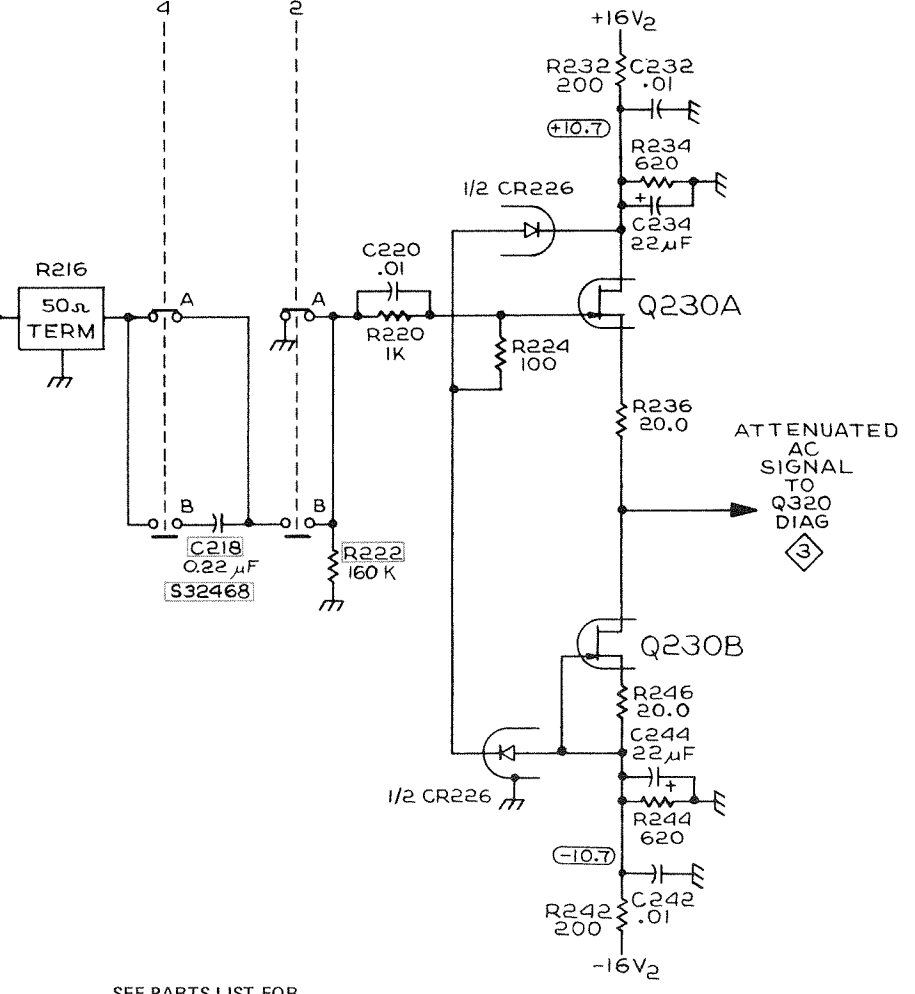 4
2
+16V2
R232
200
C232
.01
+10.7
R234
620
+
C234
22µF
1/2 CR226
R216
50Ω
TERM
A
A
C220
.01
R220
1K
R224
100
Q230A
R236
20.0
ATTENUATED
AC
SIGNAL
TO
Q320
DIAG
3
B
B
C218
0.22 µF
S32468
R222
160 K
Q230B
R246
20.0
C244
22µF
+
1/2 CR226
R244
620
-10.7
C242
.01
R242
200
-16V2
SEE PARTS LIST FOR